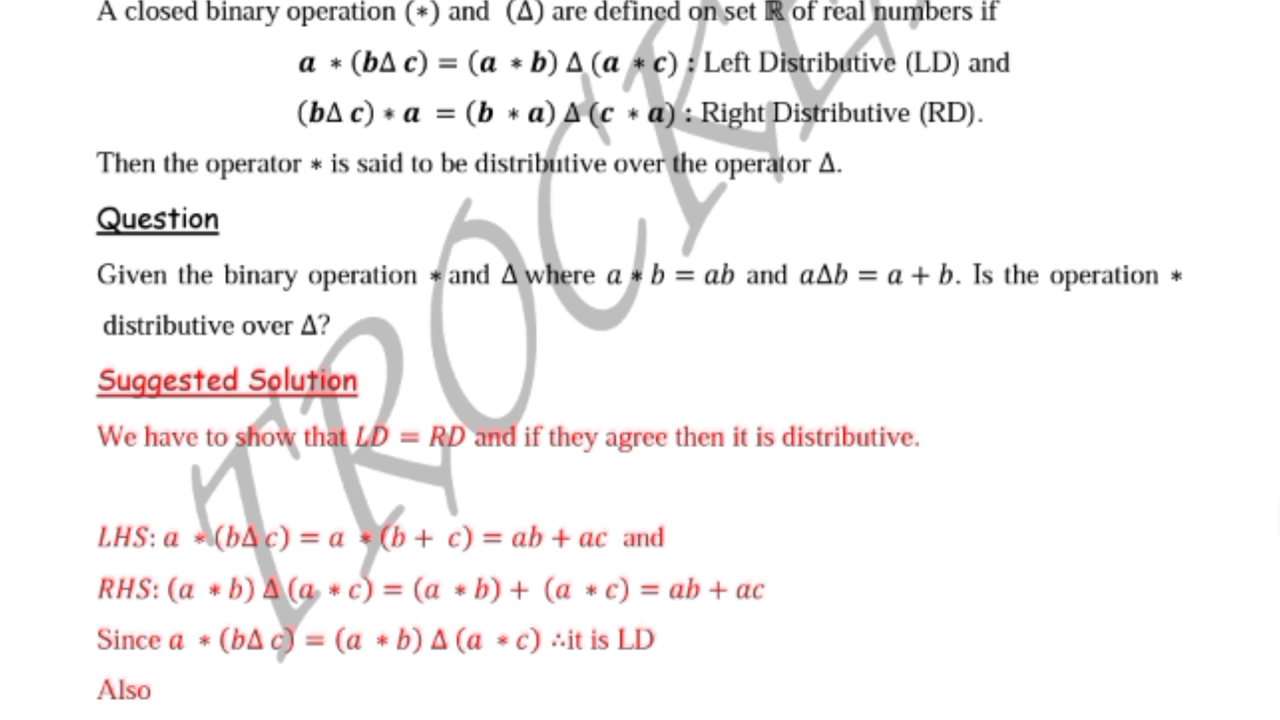 A closed binary operation (∗) and (Δ) are defined on set ℝ of real numbers if
a ∗ (bΔ c) = (a ∗ b) Δ (a ∗ c) : Left Distributive (LD) and
(bΔ c) ∗ a = (b ∗ a) Δ (c ∗ a) : Right Distributive (RD).
Then the operator ∗ is said to be distributive over the operator Δ.
Question
Given the binary operation ∗ and Δ where a ∗ b = ab and aΔb = a + b. Is the operation ∗
distributive over Δ?
Suggested Solution
We have to show that LD = RD and if they agree then it is distributive.
LHS: a ∗ (bΔ c) = a ∗ (b + c) = ab + ac and
RHS: (a ∗ b) Δ (a ∗ c) = (a ∗ b) + (a ∗ c) = ab + ac
Since a ∗ (bΔ c) = (a ∗ b) Δ (a ∗ c) ∴it is LD
Also